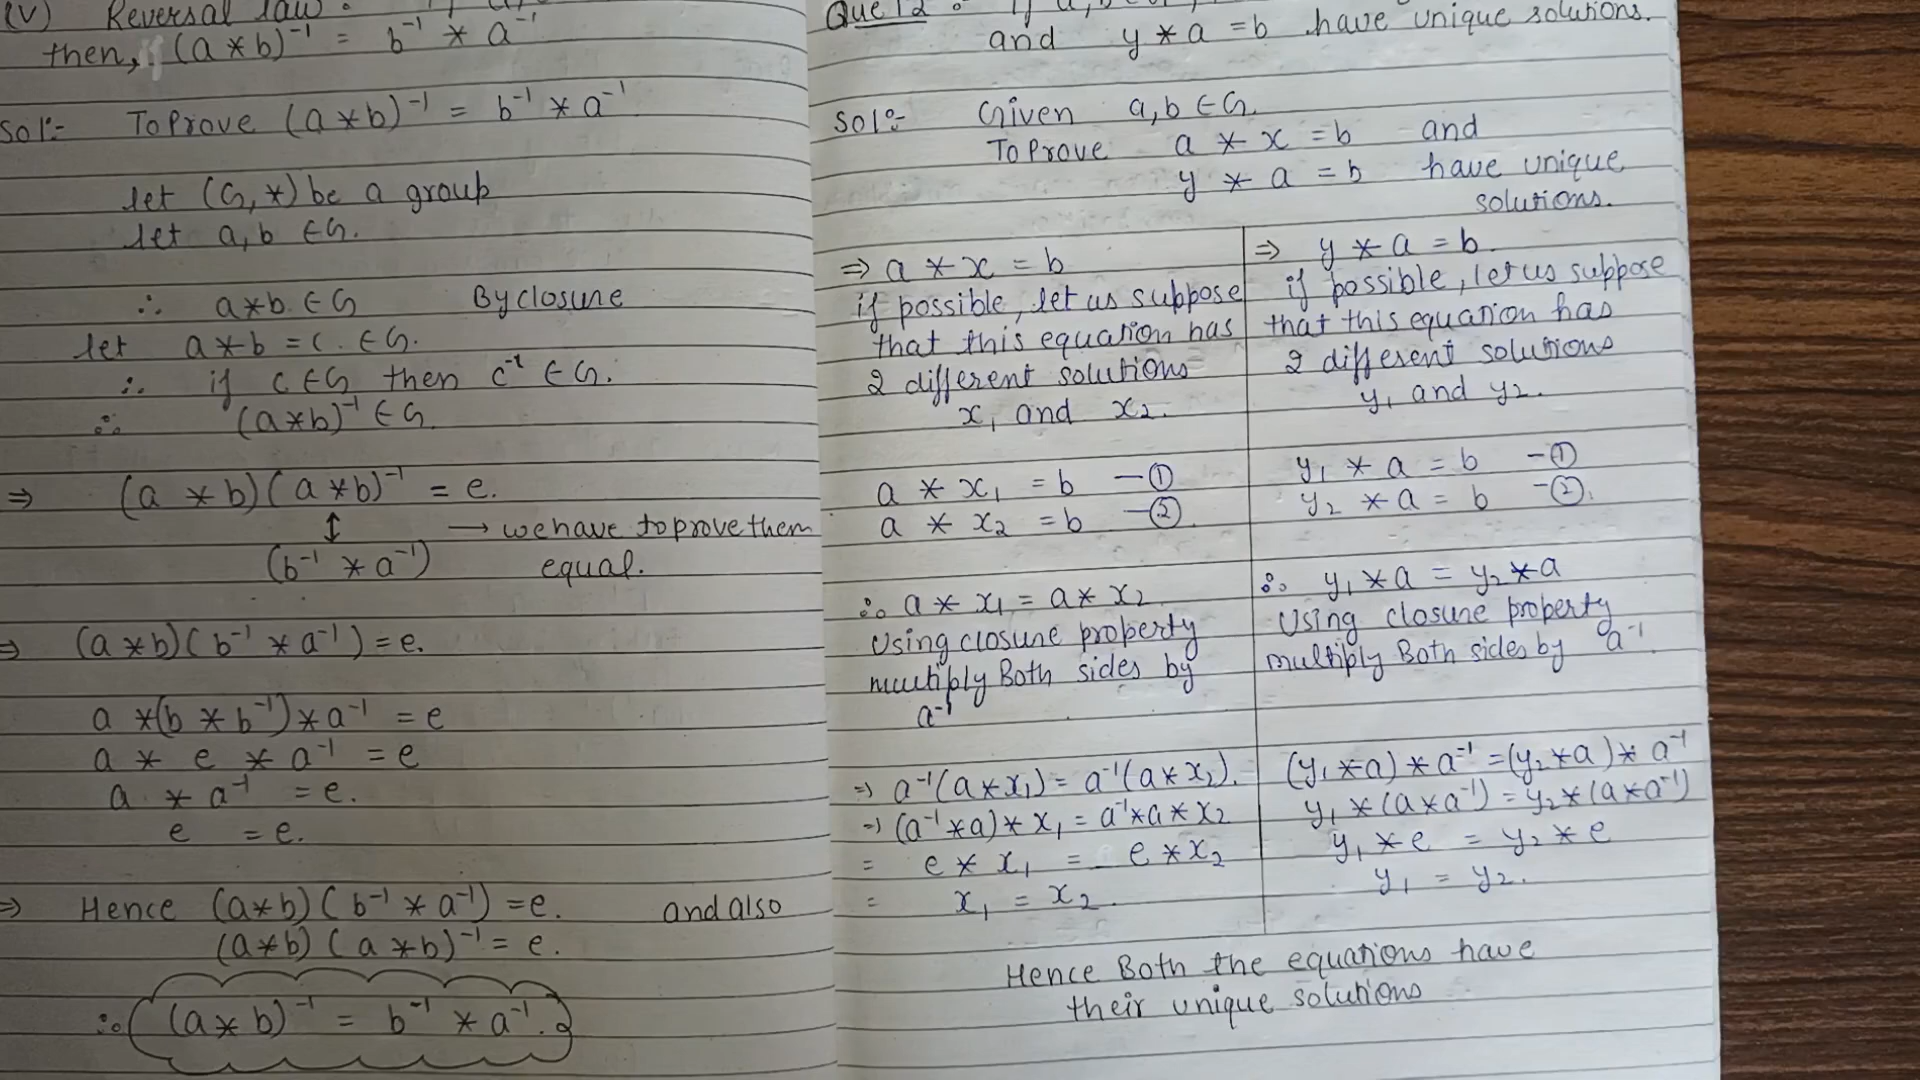 (v) Reversal law:
then, (a * b)⁻¹ = b⁻¹ * a⁻¹
Sol:- To Prove (a * b)⁻¹ = b⁻¹ * a⁻¹
let (G, *) be a group
let a, b ∈ G.
∴ a * b ∈ G By closure
let a * b = c. ∈ G.
∴ if c ∈ G then c⁻¹ ∈ G.
∴ (a * b)⁻¹ ∈ G.
⇒ (a * b)(a * b)⁻¹ = e.
↕ → we have to prove them
(b⁻¹ * a⁻¹) equal.
⇒ (a * b)(b⁻¹ * a⁻¹) = e.
a * (b * b⁻¹) * a⁻¹ = e
a * e * a⁻¹ = e
a * a⁻¹ = e.
e = e.
⇒ Hence (a * b)(b⁻¹ * a⁻¹) = e. and also
(a * b)(a * b)⁻¹ = e.
∴ (a * b)⁻¹ = b⁻¹ * a⁻¹.
Que 12 : If a, b
and y * a = b have unique solutions.
Sol:- Given a, b ∈ G.
To Prove a * x = b and
y * a = b have unique
solutions.
⇒ a * x = b
if possible, let us suppose
that this equation has
2 different solutions
x₁ and x₂.
a * x₁ = b —①
a * x₂ = b —②
∴ a * x₁ = a * x₂
Using closure property
multiply Both sides by
a⁻¹
⇒ a⁻¹(a * x₁) = a⁻¹(a * x₂).
⇒ (a⁻¹ * a) * x₁ = a⁻¹ * a * x₂
= e * x₁ = e * x₂
= x₁ = x₂.
⇒ y * a = b.
if possible, let us suppose
that this equation has
2 different solutions
y₁ and y₂.
y₁ * a = b —①
y₂ * a = b —②.
∴ y₁ * a = y₂ * a
Using closure property
multiply Both sides by a⁻¹.
(y₁ * a) * a⁻¹ = (y₂ * a) * a⁻¹
y₁ * (a * a⁻¹) = y₂ * (a * a⁻¹)
y₁ * e = y₂ * e
y₁ = y₂.
Hence Both the equations have
their unique solutions